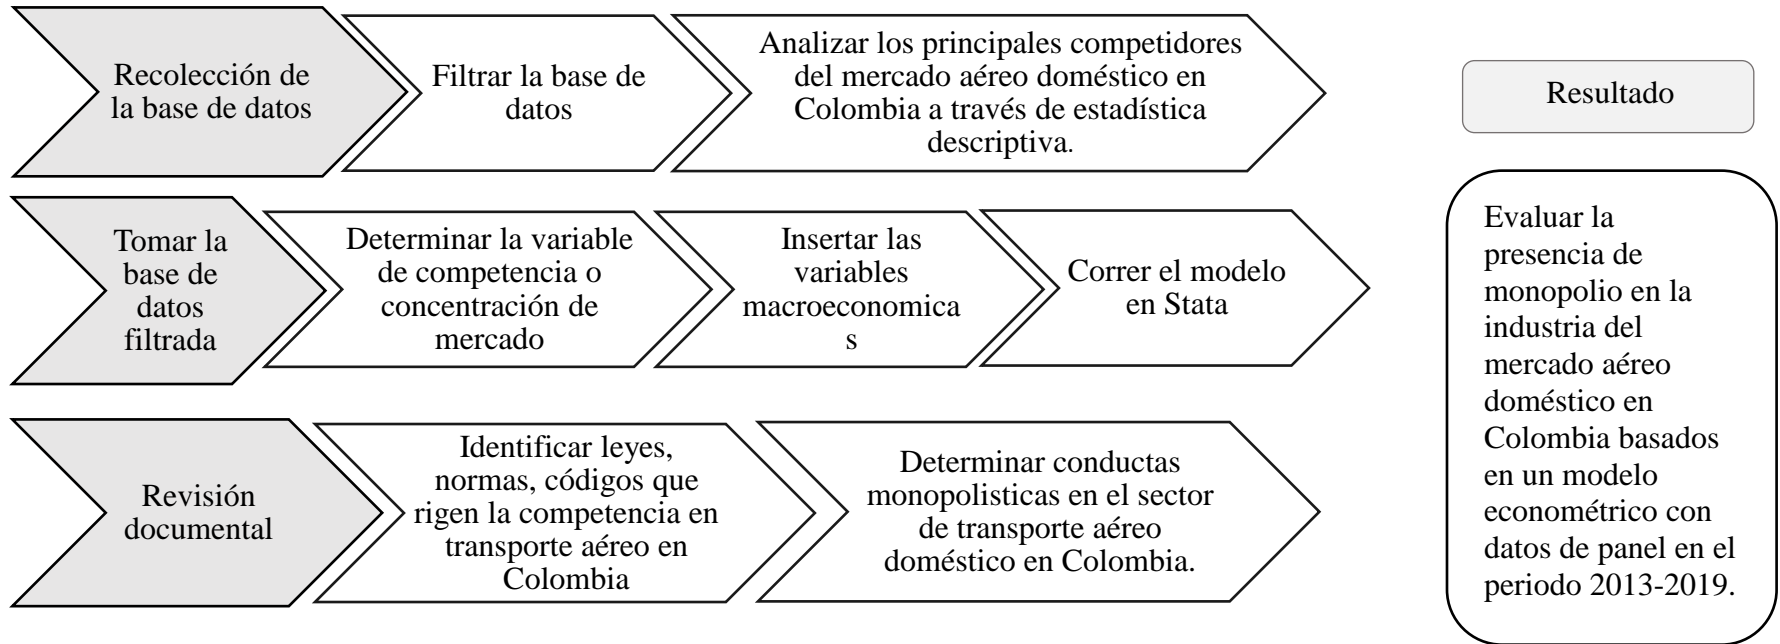 Recolección de
la base de datos
Filtrar la base de
datos
Analizar los principales competidores
del mercado aéreo doméstico en
Colombia a través de estadística
descriptiva.
Resultado
Tomar la
base de
datos
filtrada
Determinar la variable
de competencia o
concentración de
mercado
Insertar las
variables
macroeconomica
s
Correr el modelo
en Stata
Revisión
documental
Identificar leyes,
normas, códigos que
rigen la competencia en
transporte aéreo en
Colombia
Determinar conductas
monopolisticas en el sector
de transporte aéreo
doméstico en Colombia.
Evaluar la
presencia de
monopolio en la
industria del
mercado aéreo
doméstico en
Colombia basados
en un modelo
econométrico con
datos de panel en el
periodo 2013-2019.